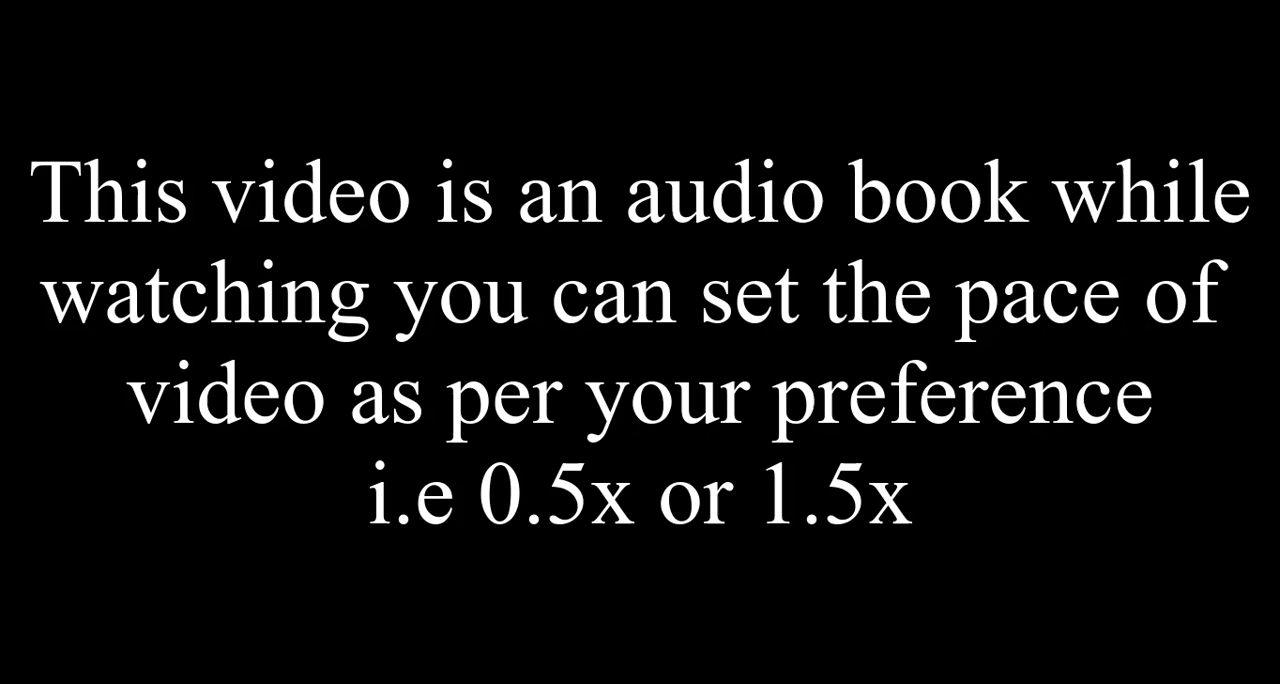 This video is an audio book while
watching you can set the pace of
video as per your preference
i.e 0.5x or 1.5x